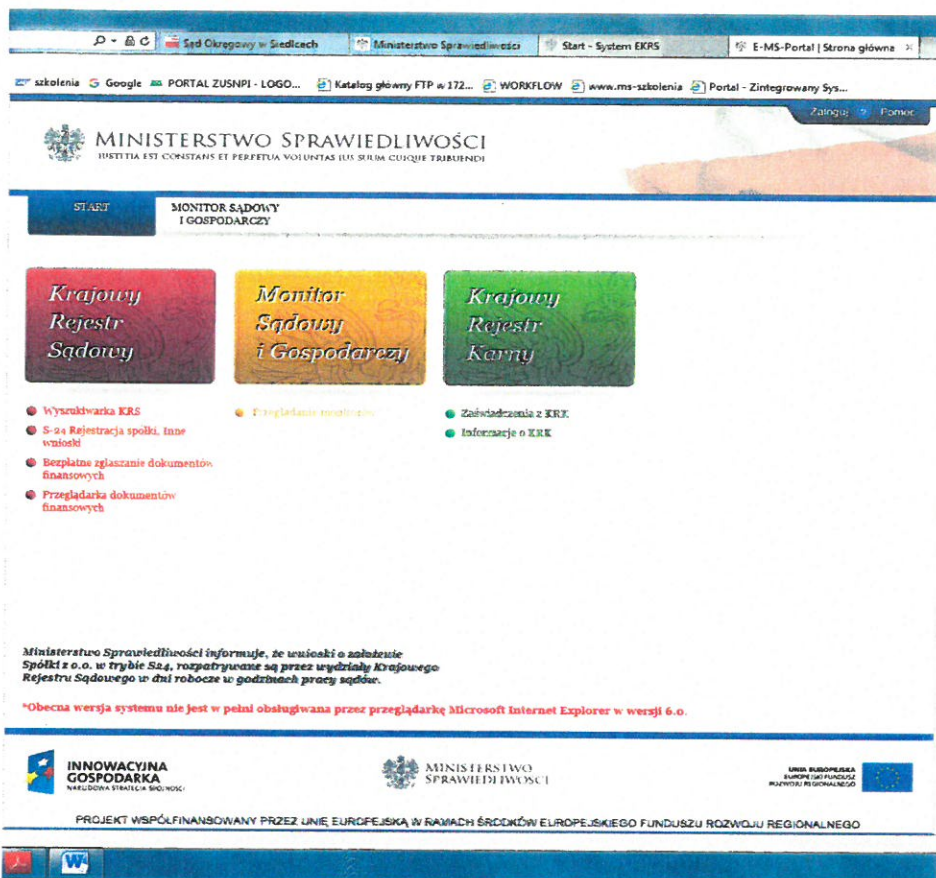 Sąd Okręgowy w Siedlcach
Ministerstwo Sprawiedliwości
Start - System EKRS
E-MS-Portal | Strona główna ×
szkolenia
Google
PORTAL ZUSNPI - LOGO...
Katalog główny FTP w 172...
WORKFLOW
www.ms-szkolenia
Portal - Zintegrowany Sys...
Zaloguj ? Pomoc
MINISTERSTWO SPRAWIEDLIWOŚCI
IUSTITIA EST CONSTANS ET PERPETUA VOLUNTAS IUS SUUM CUIQUE TRIBUENDI
START
MONITOR SĄDOWY
I GOSPODARCZY
Krajowy
Rejestr
Sądowy
Monitor
Sądowy
i Gospodarczy
Krajowy
Rejestr
Karny
Wyszukiwarka KRS
S-24 Rejestracja spółki, Inne
wnioski
Bezpłatne zgłaszanie dokumentów
finansowych
Przeglądarka dokumentów
finansowych
Przeglądanie monitorów
Zaświadczenia z KRK
Informacje o KRK
Ministerstwo Sprawiedliwości informuje, że wnioski o założenie
Spółki z o.o. w trybie S24, rozpatrywane są przez wydziały Krajowego
Rejestru Sądowego w dni robocze w godzinach pracy sądów.
*Obecna wersja systemu nie jest w pełni obsługiwana przez przeglądarkę Microsoft Internet Explorer w wersji 6.0.
INNOWACYJNA
GOSPODARKA
NARODOWA STRATEGIA SPÓJNOŚCI
MINISTERSTWO
SPRAWIEDLIWOŚCI
UNIA EUROPEJSKA
EUROPEJSKI FUNDUSZ
ROZWOJU REGIONALNEGO
PROJEKT WSPÓŁFINANSOWANY PRZEZ UNIĘ EUROPEJSKĄ W RAMACH ŚRODKÓW EUROPEJSKIEGO FUNDUSZU ROZWOJU REGIONALNEGO
W